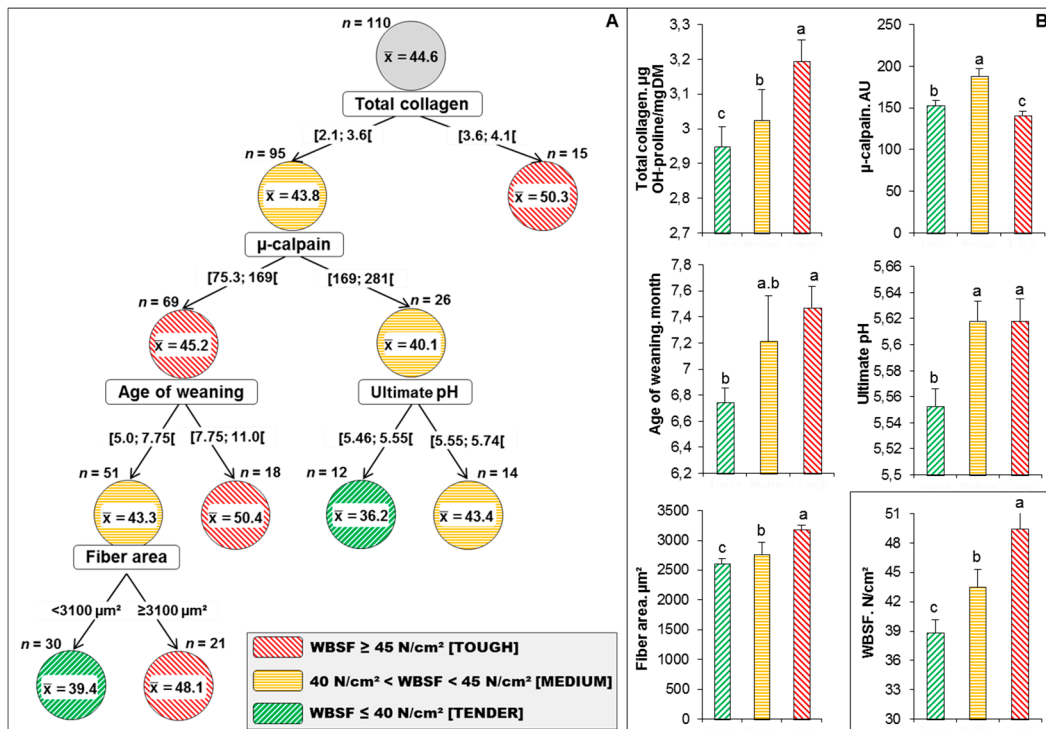 A
n = 110
x̅ = 44.6
Total collagen
[2.1; 3.6[
[3.6; 4.1[
n = 95
n = 15
x̅ = 43.8
x̅ = 50.3
µ-calpain
[75.3; 169[
[169; 281[
n = 69
n = 26
x̅ = 45.2
x̅ = 40.1
Age of weaning
Ultimate pH
[5.0; 7.75[
[7.75; 11.0[
[5.46; 5.55[
[5.55; 5.74[
n = 51
n = 18
n = 12
n = 14
x̅ = 43.3
x̅ = 50.4
x̅ = 36.2
x̅ = 43.4
Fiber area
<3100 µm²
≥3100 µm²
n = 30
n = 21
x̅ = 39.4
x̅ = 48.1
WBSF ≥ 45 N/cm² [TOUGH]
40 N/cm² < WBSF < 45 N/cm² [MEDIUM]
WBSF ≤ 40 N/cm² [TENDER]
B
Total collagen. µg
OH-proline/mgDM
3,3
3,2
3,1
3
2,9
2,8
2,7
c
b
a
µ-calpain. AU
250
200
150
100
50
0
b
a
c
Age of weaning. month
7,8
7,6
7,4
7,2
7
6,8
6,6
6,4
6,2
b
a.b
a
Ultimate pH
5,66
5,64
5,62
5,6
5,58
5,56
5,54
5,52
5,5
b
a
a
Fiber area. µm²
3500
3000
2500
2000
1500
1000
500
0
c
b
a
WBSF. N/cm²
51
48
45
42
39
36
33
30
c
b
a